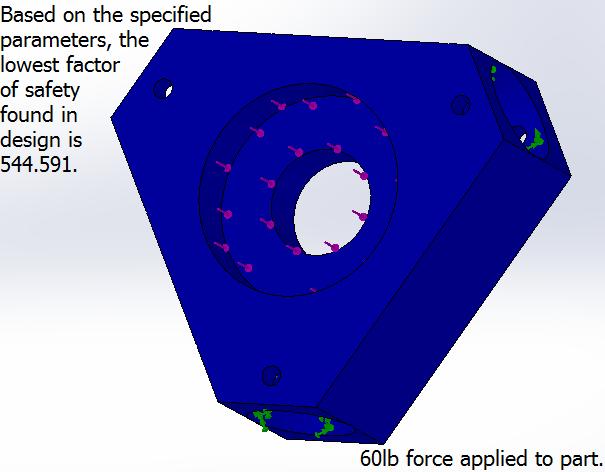 Based on the specified
parameters, the
lowest factor
of safety
found in
design is
544.591.
60lb force applied to part.